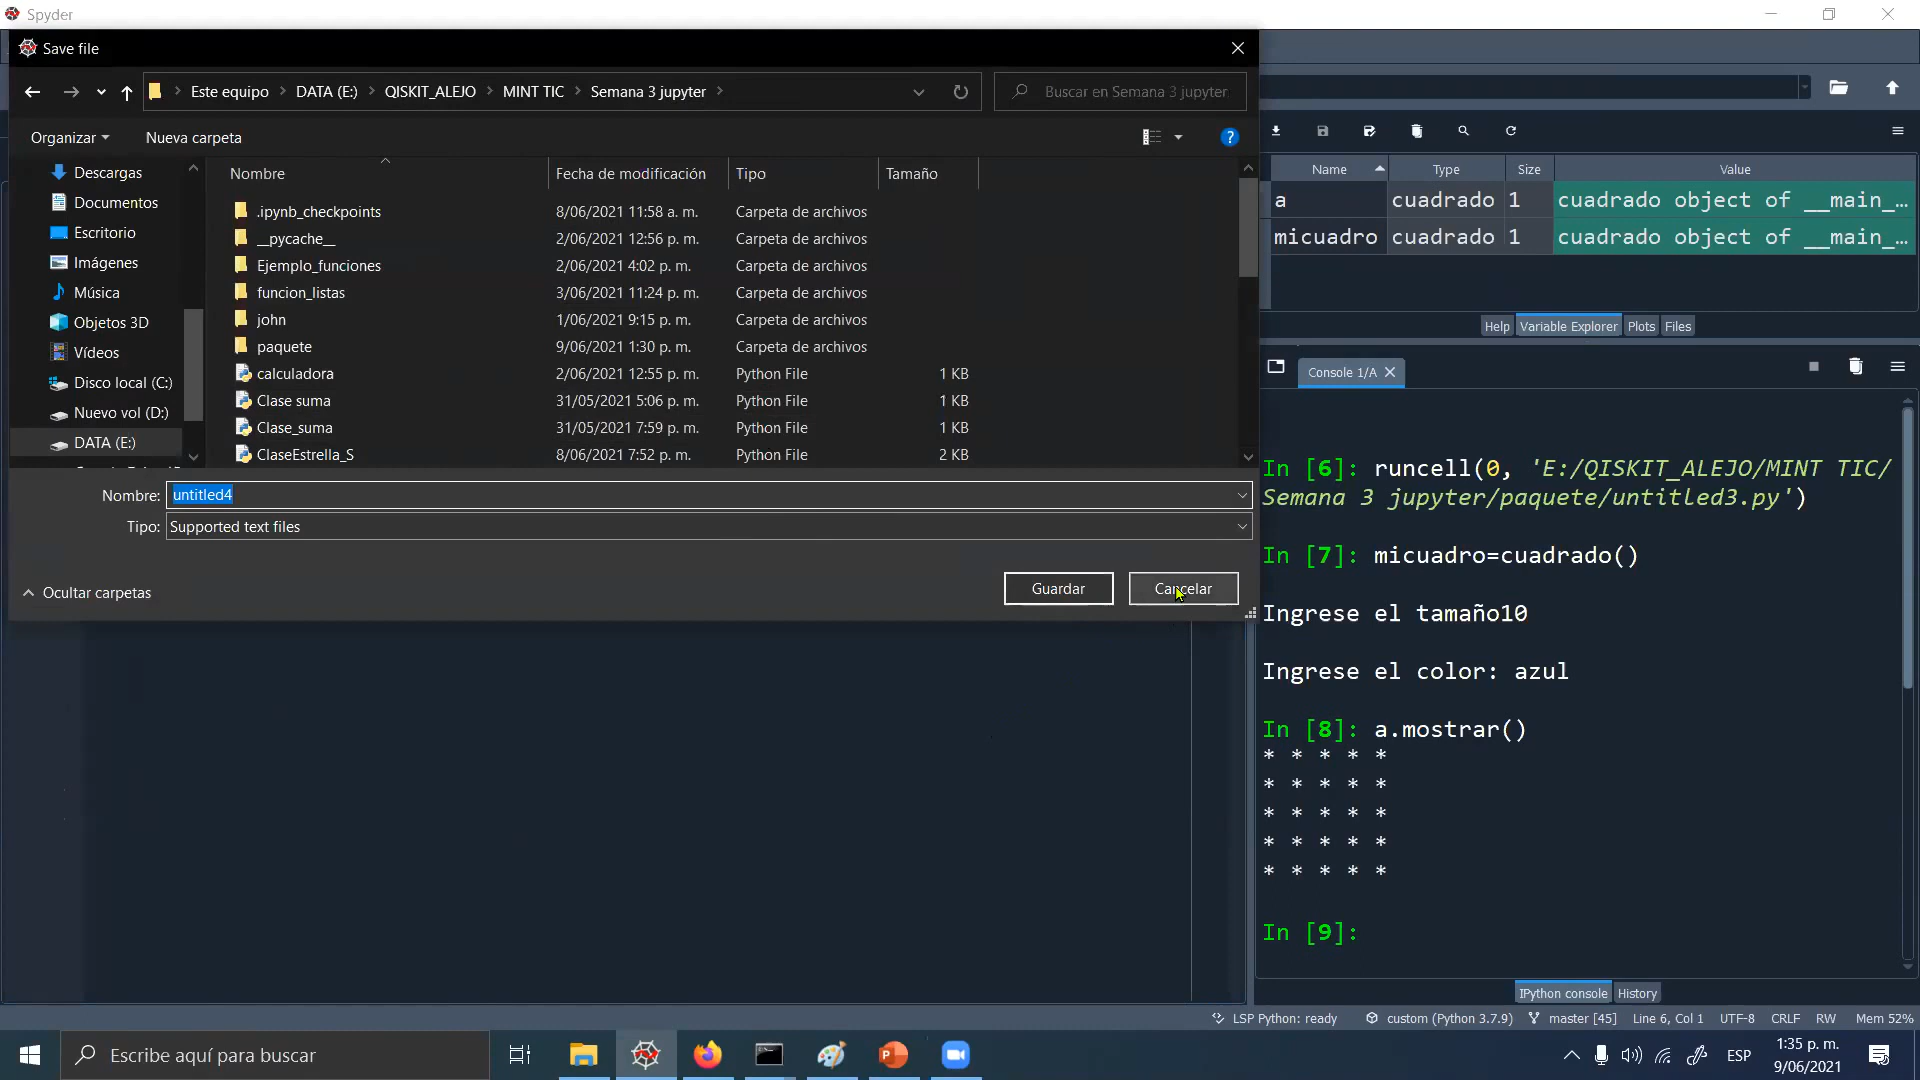 Spyder
Save file
Este equipo
DATA (E:)
QISKIT_ALEJO
MINT TIC
Semana 3 jupyter
Buscar en Semana 3 jupyter
Organizar
Nueva carpeta
?
Descargas
Documentos
Escritorio
Imágenes
Música
Objetos 3D
Vídeos
Disco local (C:)
Nuevo vol (D:)
DATA (E:)
Nombre Fecha de modificación Tipo Tamaño
.ipynb_checkpoints 8/06/2021 11:58 a. m. Carpeta de archivos
__pycache__ 2/06/2021 12:56 p. m. Carpeta de archivos
Ejemplo_funciones 2/06/2021 4:02 p. m. Carpeta de archivos
funcion_listas 3/06/2021 11:24 p. m. Carpeta de archivos
john 1/06/2021 9:15 p. m. Carpeta de archivos
paquete 9/06/2021 1:30 p. m. Carpeta de archivos
calculadora 2/06/2021 12:55 p. m. Python File 1 KB
Clase suma 31/05/2021 5:06 p. m. Python File 1 KB
Clase_suma 31/05/2021 7:59 p. m. Python File 1 KB
ClaseEstrella_S 8/06/2021 7:52 p. m. Python File 2 KB
Nombre: untitled4
Tipo: Supported text files
Ocultar carpetas
Guardar
Cancelar
Name Type Size Value
a cuadrado 1 cuadrado object of __main_…
micuadro cuadrado 1 cuadrado object of __main_…
Help Variable Explorer Plots Files
Console 1/A
In [6]: runcell(0, 'E:/QISKIT_ALEJO/MINT TIC/
Semana 3 jupyter/paquete/untitled3.py')
In [7]: micuadro=cuadrado()
Ingrese el tamaño10
Ingrese el color: azul
In [8]: a.mostrar()
* * * * *
* * * * *
* * * * *
* * * * *
* * * * *
In [9]:
IPython console History
LSP Python: ready custom (Python 3.7.9) master [45] Line 6, Col 1 UTF-8 CRLF RW Mem 52%
Escribe aquí para buscar
ESP
1:35 p. m.
9/06/2021